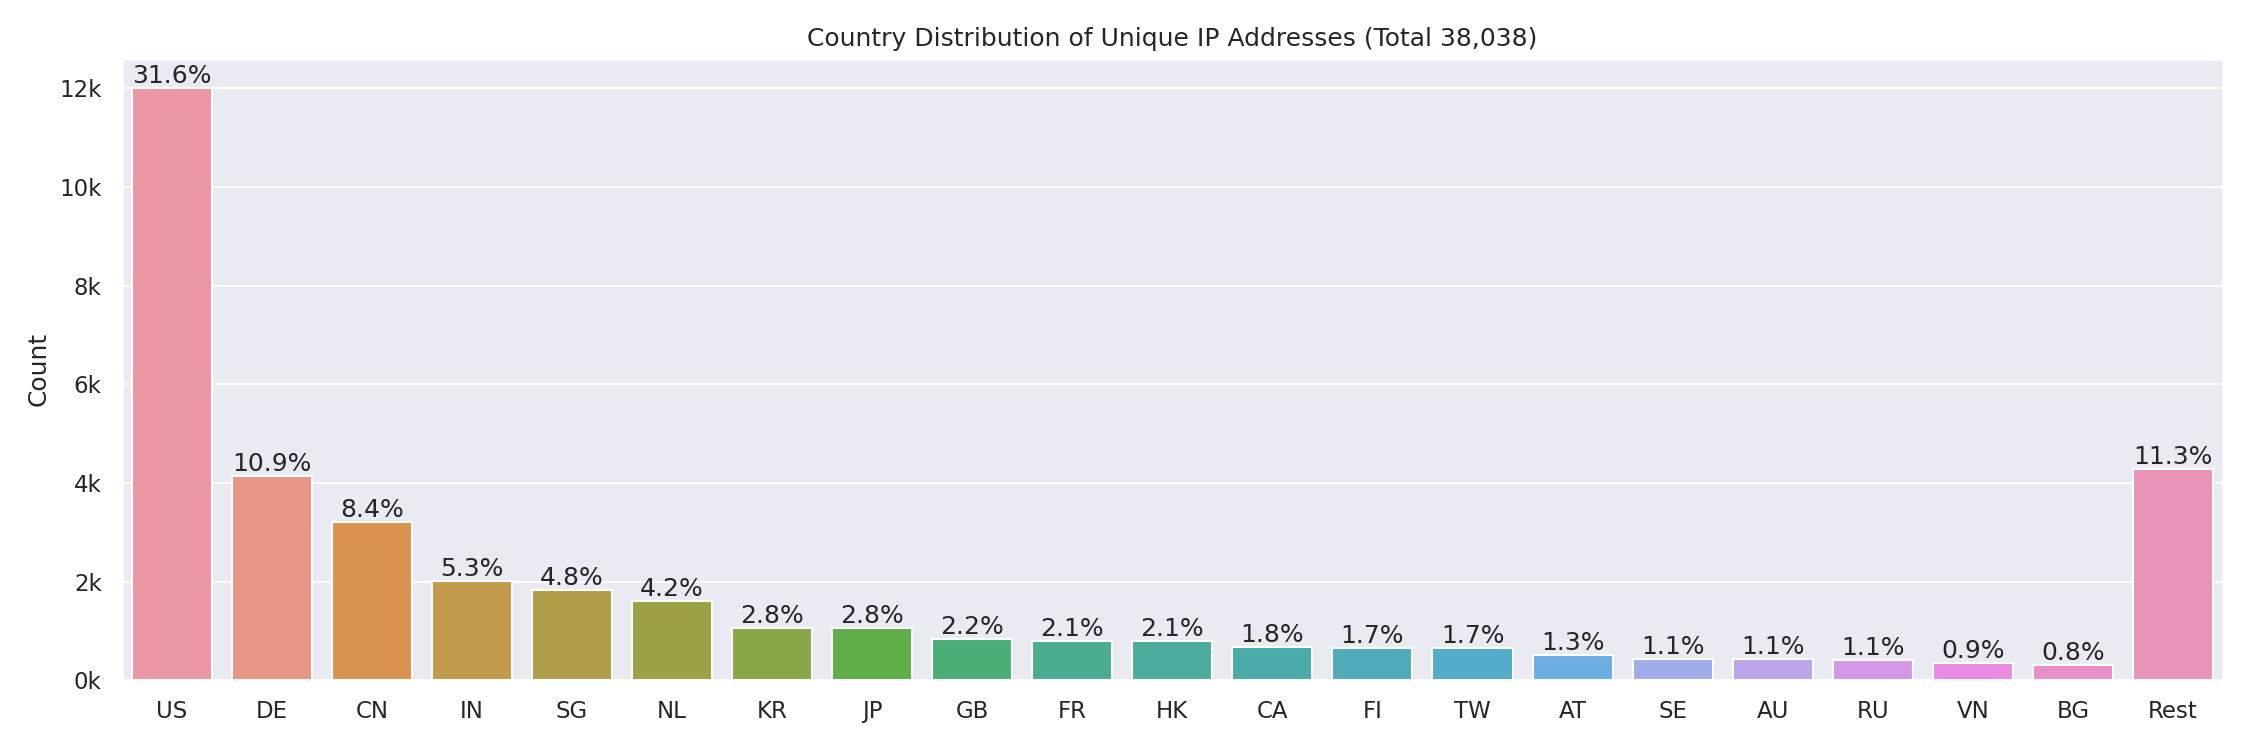 Country Distribution of Unique IP Addresses (Total 38,038)
Count
12k
10k
8k
6k
4k
2k
0k
31.6%
10.9%
8.4%
5.3%
4.8%
4.2%
2.8%
2.8%
2.2%
2.1%
2.1%
1.8%
1.7%
1.7%
1.3%
1.1%
1.1%
1.1%
0.9%
0.8%
11.3%
US DE CN IN SG NL KR JP GB FR HK CA FI TW AT SE AU RU VN BG Rest